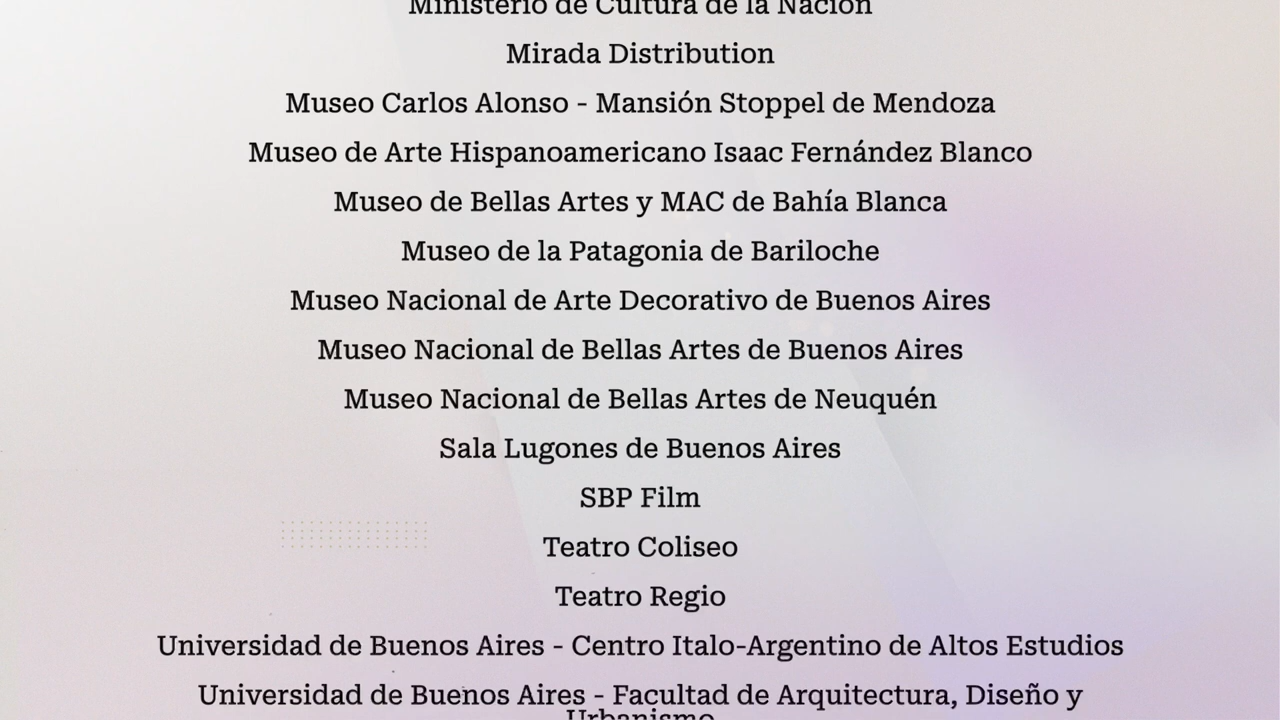 Ministerio de Cultura de la Nación
Mirada Distribution
Museo Carlos Alonso - Mansión Stoppel de Mendoza
Museo de Arte Hispanoamericano Isaac Fernández Blanco
Museo de Bellas Artes y MAC de Bahía Blanca
Museo de la Patagonia de Bariloche
Museo Nacional de Arte Decorativo de Buenos Aires
Museo Nacional de Bellas Artes de Buenos Aires
Museo Nacional de Bellas Artes de Neuquén
Sala Lugones de Buenos Aires
SBP Film
Teatro Coliseo
Teatro Regio
Universidad de Buenos Aires - Centro Italo-Argentino de Altos Estudios
Universidad de Buenos Aires - Facultad de Arquitectura, Diseño y
Urbanismo